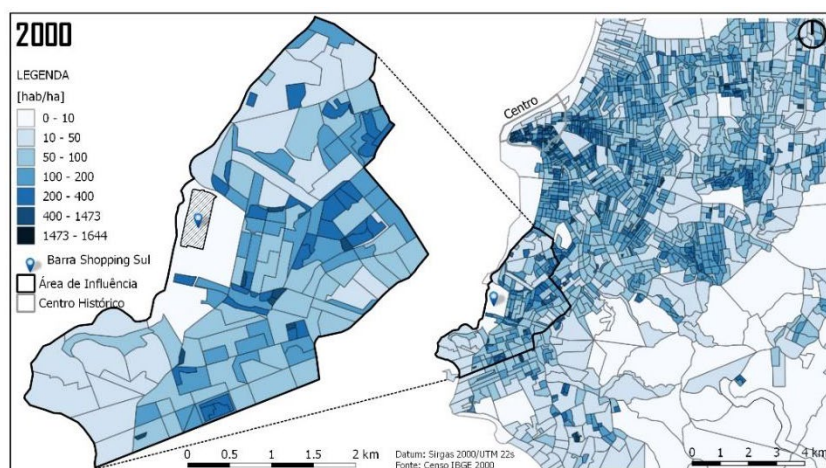 2000
LEGENDA
[hab/ha]
0 - 10
10 - 50
50 - 100
100 - 200
200 - 400
400 - 1473
1473 - 1644
Barra Shopping Sul
Área de Influência
Centro Histórico
Centro
0 0.5 1 1.5 2 km
Datum: Sirgas 2000/UTM 22s
Fonte: Censo IBGE 2000
0 1 2 3 4 km